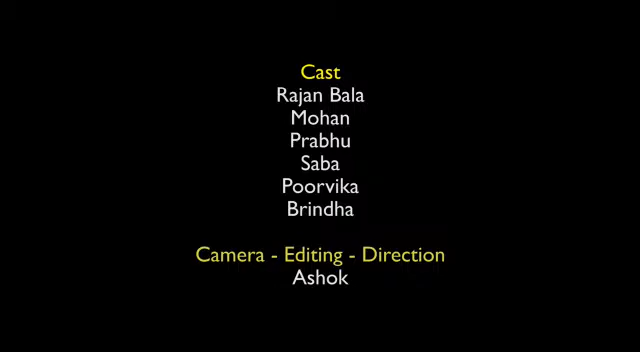 Cast
Rajan Bala
Mohan
Prabhu
Saba
Poorvika
Brindha
Camera - Editing - Direction
Ashok